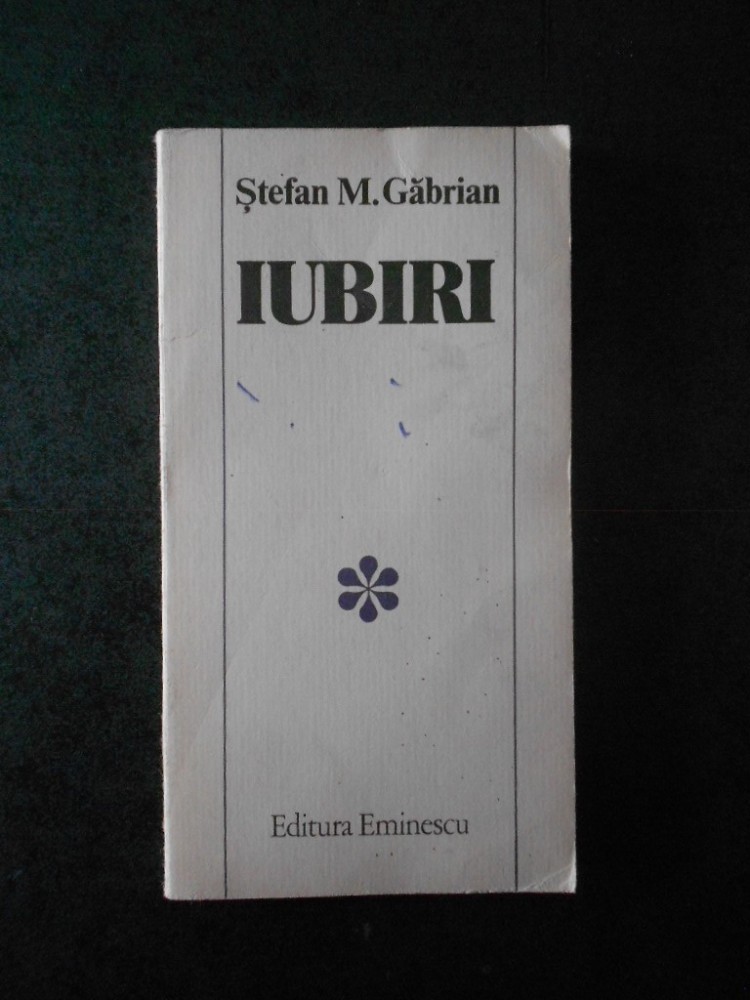 Ștefan M. Găbrian
IUBIRI
Editura Eminescu